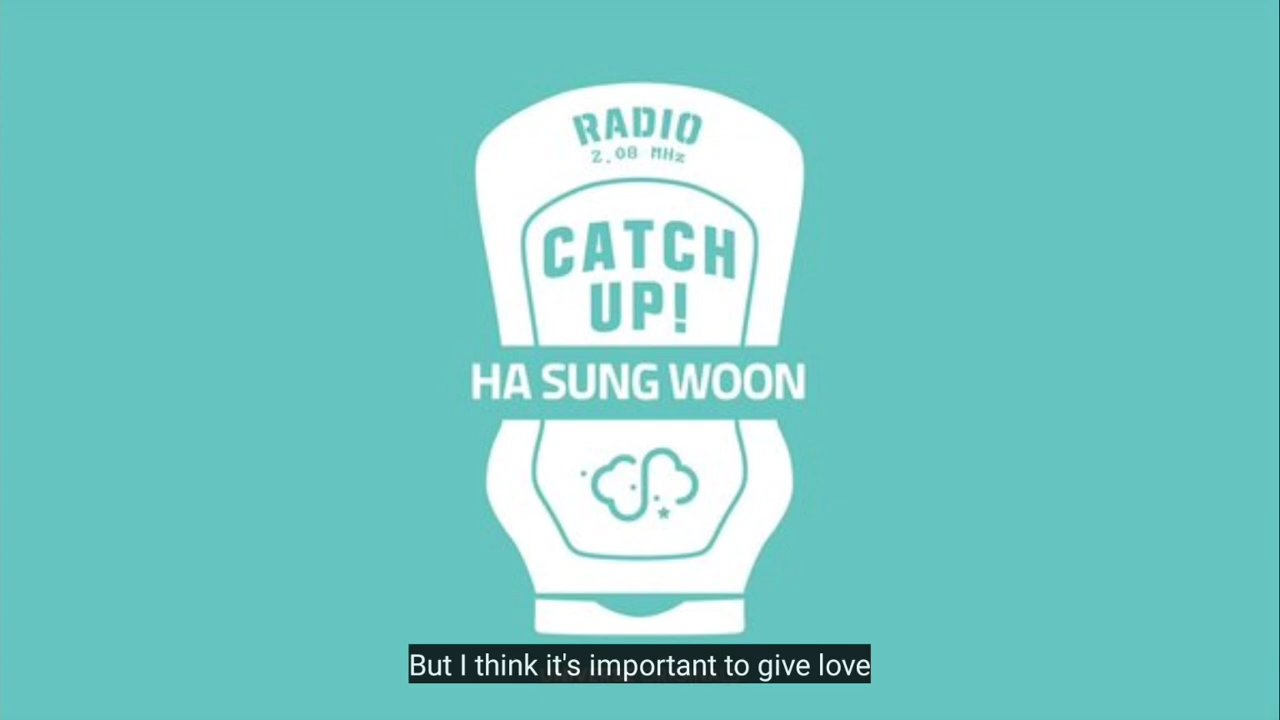 RADIO
2.08 MHz
CATCH
UP!
HA SUNG WOON
But I think it's important to give love